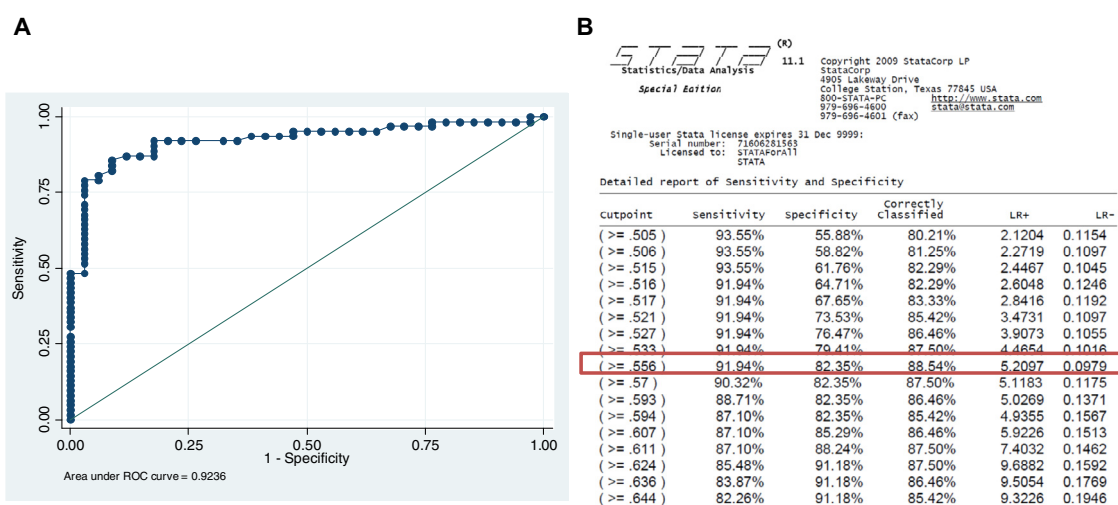 A
1.00
0.75
0.50
0.25
0.00
Sensitivity
0.00 0.25 0.50 0.75 1.00
1 - Specificity
Area under ROC curve = 0.9236
B
STATA (R)
11.1 Copyright 2009 StataCorp LP
Statistics/Data Analysis StataCorp
4905 Lakeway Drive
Special Edition College Station, Texas 77845 USA
800-STATA-PC http://www.stata.com
979-696-4600 stata@stata.com
979-696-4601 (fax)
Single-user Stata license expires 31 Dec 9999:
Serial number: 71606281563
Licensed to: STATAForAll
STATA
Detailed report of Sensitivity and Specificity
Correctly
Cutpoint Sensitivity Specificity Classified LR+ LR-
( >= .505 ) 93.55% 55.88% 80.21% 2.1204 0.1154
( >= .506 ) 93.55% 58.82% 81.25% 2.2719 0.1097
( >= .515 ) 93.55% 61.76% 82.29% 2.4467 0.1045
( >= .516 ) 91.94% 64.71% 82.29% 2.6048 0.1246
( >= .517 ) 91.94% 67.65% 83.33% 2.8416 0.1192
( >= .521 ) 91.94% 73.53% 85.42% 3.4731 0.1097
( >= .527 ) 91.94% 76.47% 86.46% 3.9073 0.1055
( >= .533 ) 91.94% 79.41% 87.50% 4.4654 0.1016
( >= .556 ) 91.94% 82.35% 88.54% 5.2097 0.0979
( >= .57 ) 90.32% 82.35% 87.50% 5.1183 0.1175
( >= .593 ) 88.71% 82.35% 86.46% 5.0269 0.1371
( >= .594 ) 87.10% 82.35% 85.42% 4.9355 0.1567
( >= .607 ) 87.10% 85.29% 86.46% 5.9226 0.1513
( >= .611 ) 87.10% 88.24% 87.50% 7.4032 0.1462
( >= .624 ) 85.48% 91.18% 87.50% 9.6882 0.1592
( >= .636 ) 83.87% 91.18% 86.46% 9.5054 0.1769
( >= .644 ) 82.26% 91.18% 85.42% 9.3226 0.1946